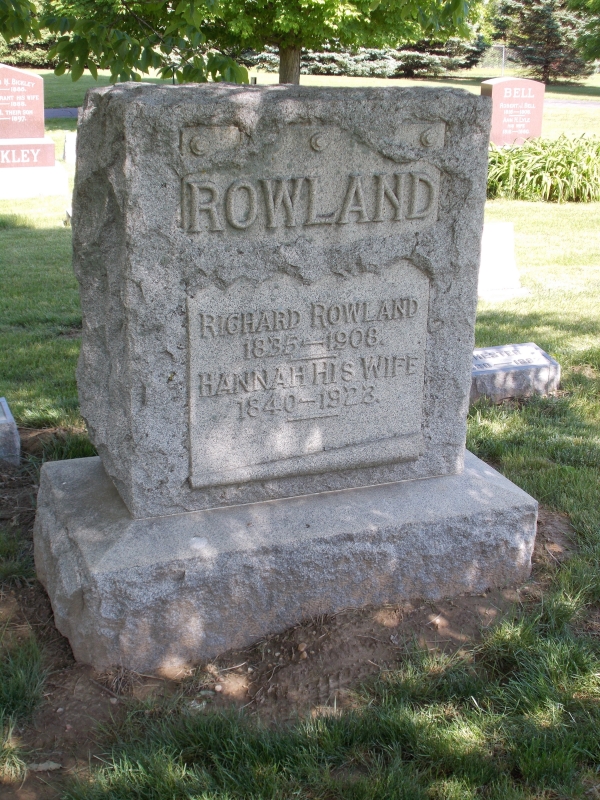 ROWLAND
RICHARD ROWLAND
1835–1908.
HANNAH HIS WIFE
1840–1923.
BELL
KLEY